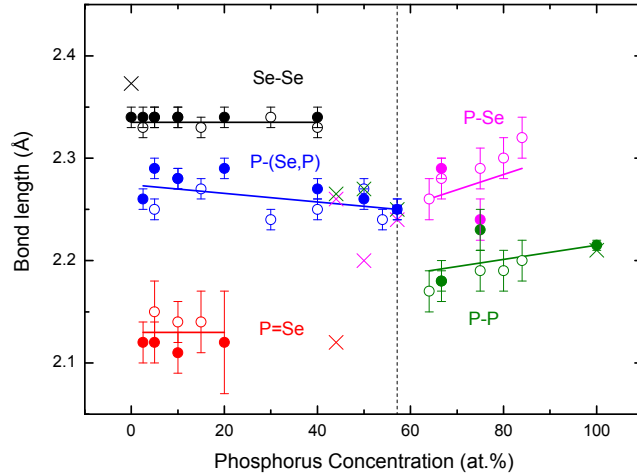 2.4
Se-Se
P-Se
2.3
P-(Se,P)
Bond length (Å)
2.2
P=Se
P-P
2.1
0
20
40
60
80
100
Phosphorus Concentration (at.%)